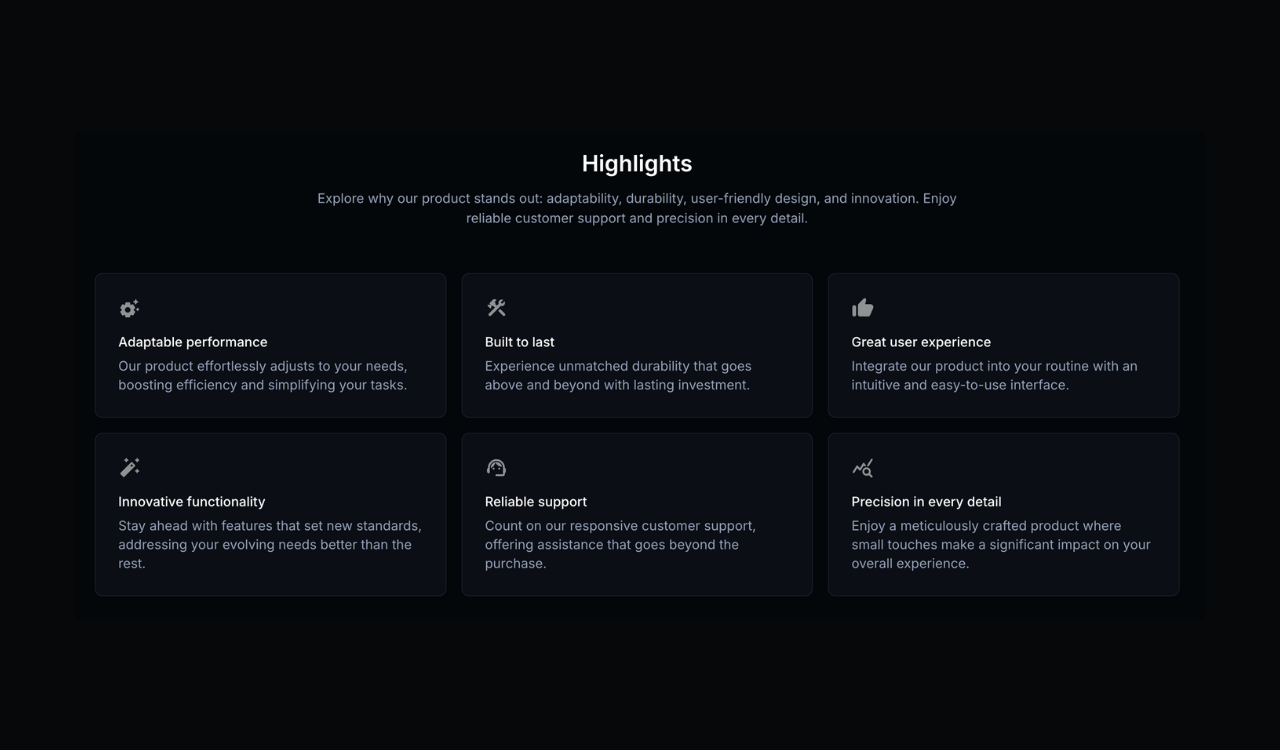 Highlights
Explore why our product stands out: adaptability, durability, user-friendly design, and innovation. Enjoy
reliable customer support and precision in every detail.
Adaptable performance
Our product effortlessly adjusts to your needs,
boosting efficiency and simplifying your tasks.
Built to last
Experience unmatched durability that goes
above and beyond with lasting investment.
Great user experience
Integrate our product into your routine with an
intuitive and easy-to-use interface.
Innovative functionality
Stay ahead with features that set new standards,
addressing your evolving needs better than the
rest.
Reliable support
Count on our responsive customer support,
offering assistance that goes beyond the
purchase.
Precision in every detail
Enjoy a meticulously crafted product where
small touches make a significant impact on your
overall experience.